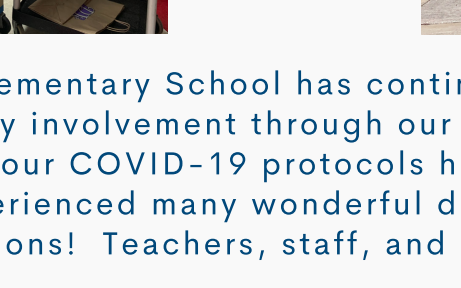 ementary School has contin
y involvement through our
our COVID-19 protocols h
erienced many wonderful d
ons! Teachers, staff, and